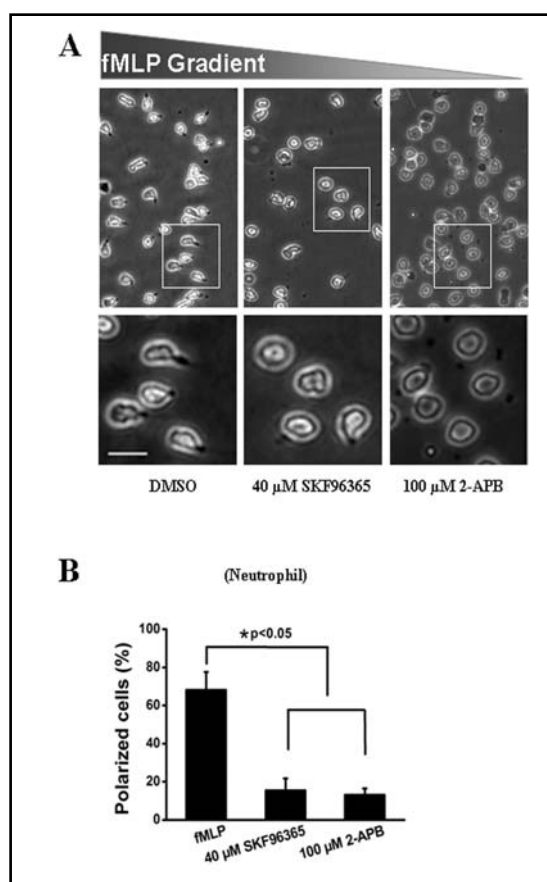 A
fMLP Gradient
DMSO
40 µM SKF96365
100 µM 2-APB
B
(Neutrophil)
Polarized cells (%)
100
80
60
40
20
0
*p<0.05
fMLP
40 µM SKF96365
100 µM 2-APB